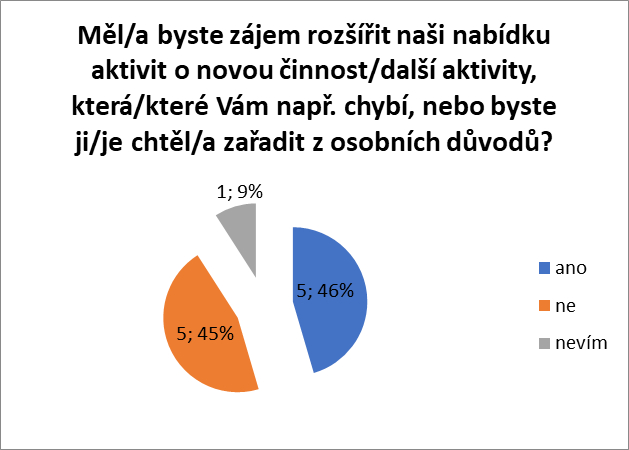 Měl/a byste zájem rozšířit naši nabídku
aktivit o novou činnost/další aktivity,
která/které Vám např. chybí, nebo byste
ji/je chtěl/a zařadit z osobních důvodů?
1; 9%
5; 46%
5; 45%
ano
ne
nevím